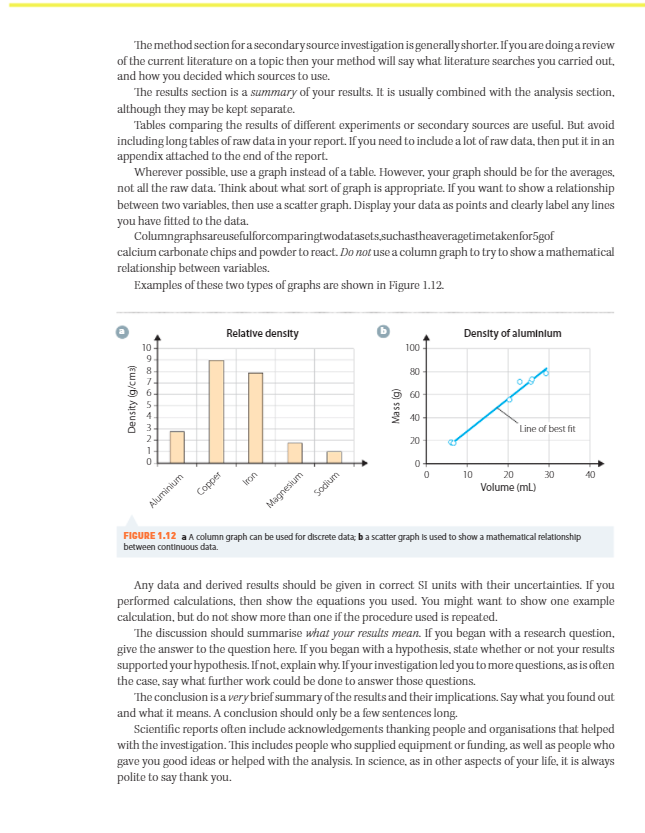 The method section for a secondary source investigation is generally shorter. If you are doing a review
of the current literature on a topic then your method will say what literature searches you carried out,
and how you decided which sources to use.
The results section is a summary of your results. It is usually combined with the analysis section,
although they may be kept separate.
Tables comparing the results of different experiments or secondary sources are useful. But avoid
including long tables of raw data in your report. If you need to include a lot of raw data, then put it in an
appendix attached to the end of the report.
Wherever possible, use a graph instead of a table. However, your graph should be for the averages,
not all the raw data. Think about what sort of graph is appropriate. If you want to show a relationship
between two variables, then use a scatter graph. Display your data as points and clearly label any lines
you have fitted to the data.
Columngraphsareusefulforcomparingtwodatasets,suchastheaveragetimetakenfor5gof
calcium carbonate chips and powder to react. Do not use a column graph to try to show a mathematical
relationship between variables.
Examples of these two types of graphs are shown in Figure 1.12.
a
Relative density
10
9
8
7
6
5
4
3
2
1
0
Density (g/cm3)
Aluminium
Copper
Iron
Magnesium
Sodium
b
Density of aluminium
100
80
60
40
20
0
Mass (g)
Line of best fit
0 10 20 30 40
Volume (mL)
FIGURE 1.12 a A column graph can be used for discrete data; b a scatter graph is used to show a mathematical relationship
between continuous data.
Any data and derived results should be given in correct SI units with their uncertainties. If you
performed calculations, then show the equations you used. You might want to show one example
calculation, but do not show more than one if the procedure used is repeated.
The discussion should summarise what your results mean. If you began with a research question,
give the answer to the question here. If you began with a hypothesis, state whether or not your results
supported your hypothesis. If not, explain why. If your investigation led you to more questions, as is often
the case, say what further work could be done to answer those questions.
The conclusion is a very brief summary of the results and their implications. Say what you found out
and what it means. A conclusion should only be a few sentences long.
Scientific reports often include acknowledgements thanking people and organisations that helped
with the investigation. This includes people who supplied equipment or funding, as well as people who
gave you good ideas or helped with the analysis. In science, as in other aspects of your life, it is always
polite to say thank you.